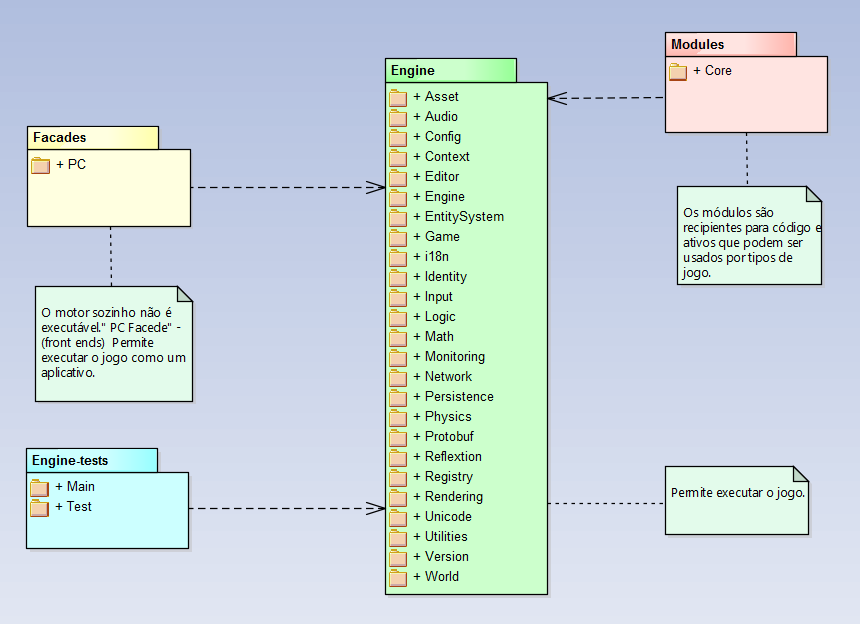 Facades
+ PC
O motor sozinho não é
executável." PC Facede" -
(front ends)  Permite
executar o jogo como um
aplicativo.
Engine-tests
+ Main
+ Test
Engine
+ Asset
+ Audio
+ Config
+ Context
+ Editor
+ Engine
+ EntitySystem
+ Game
+ i18n
+ Identity
+ Input
+ Logic
+ Math
+ Monitoring
+ Network
+ Persistence
+ Physics
+ Protobuf
+ Reflextion
+ Registry
+ Rendering
+ Unicode
+ Utilities
+ Version
+ World
Modules
+ Core
Os módulos são
recipientes para código e
ativos que podem ser
usados por tipos de
jogo.
Permite executar o jogo.